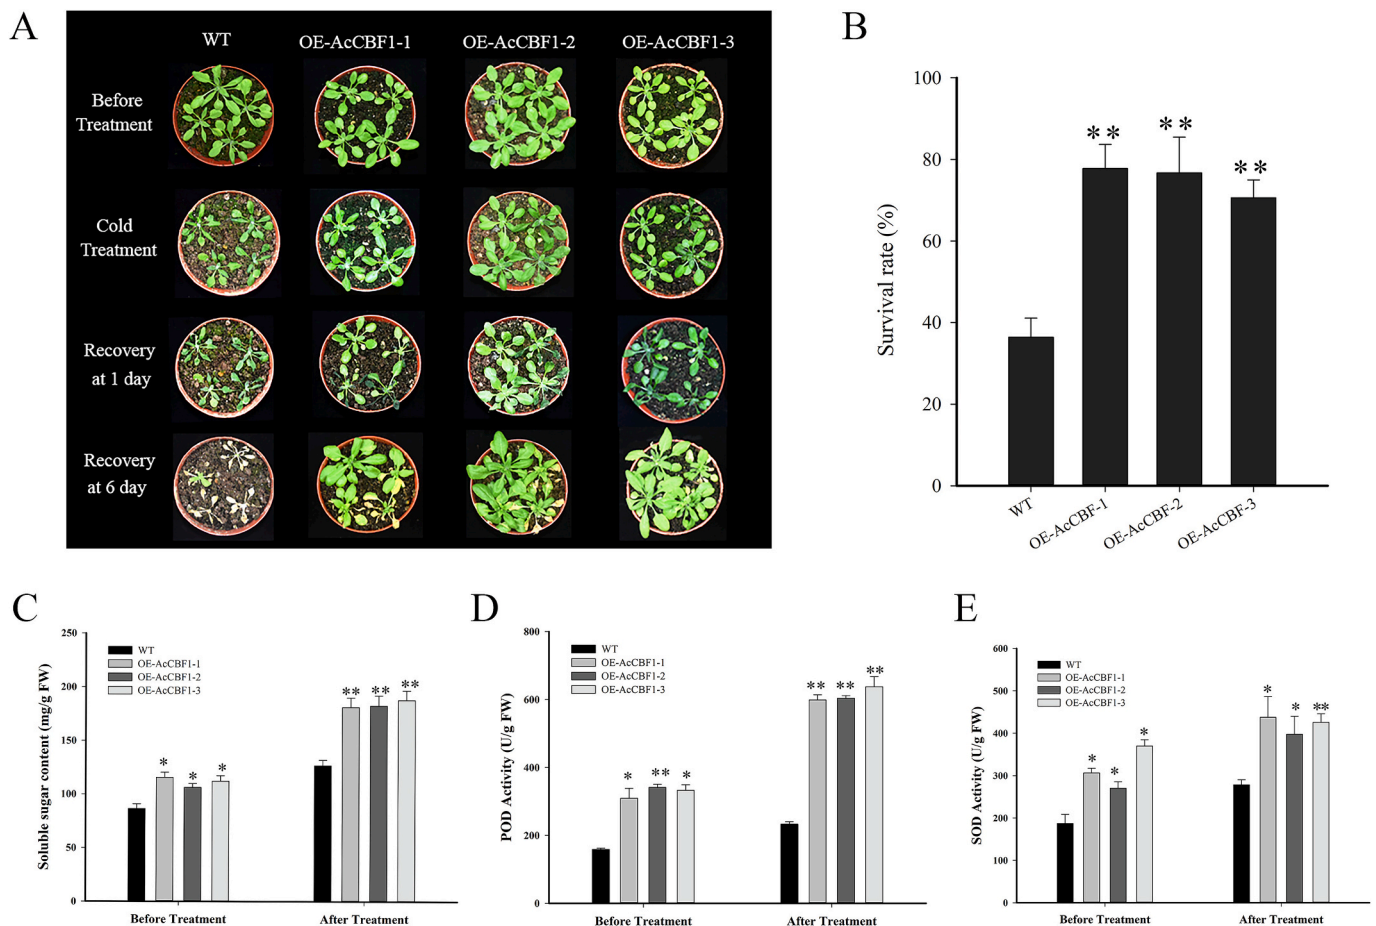 A
WT
OE-AcCBF1-1
OE-AcCBF1-2
OE-AcCBF1-3
Before
Treatment
Cold
Treatment
Recovery
at 1 day
Recovery
at 6 day
B
Survival rate (%)
100
80
60
40
20
0
**
**
**
WT
OE-AcCBF-1
OE-AcCBF-2
OE-AcCBF-3
C
Soluble sugar content (mg/g FW)
250
200
150
100
50
0
WT
OE-AcCBF1-1
OE-AcCBF1-2
OE-AcCBF1-3
*
*
*
**
**
**
Before Treatment
After Treatment
D
POD Activity (U/g FW)
800
600
400
200
0
WT
OE-AcCBF1-1
OE-AcCBF1-2
OE-AcCBF1-3
*
**
*
**
**
**
Before Treatment
After Treatment
E
SOD Activity (U/g FW)
600
500
400
300
200
100
0
WT
OE-AcCBF1-1
OE-AcCBF1-2
OE-AcCBF1-3
*
*
*
*
*
**
Before Treatment
After Treatment